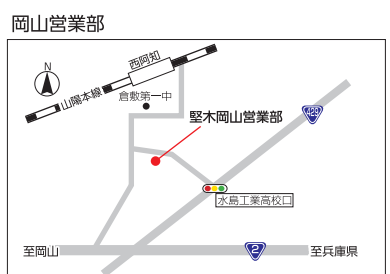 岡山営業部
N
西阿知
山陽本線
倉敷第一中
堅木岡山営業部
429
水島工業高校口
至岡山
2
至兵庫県